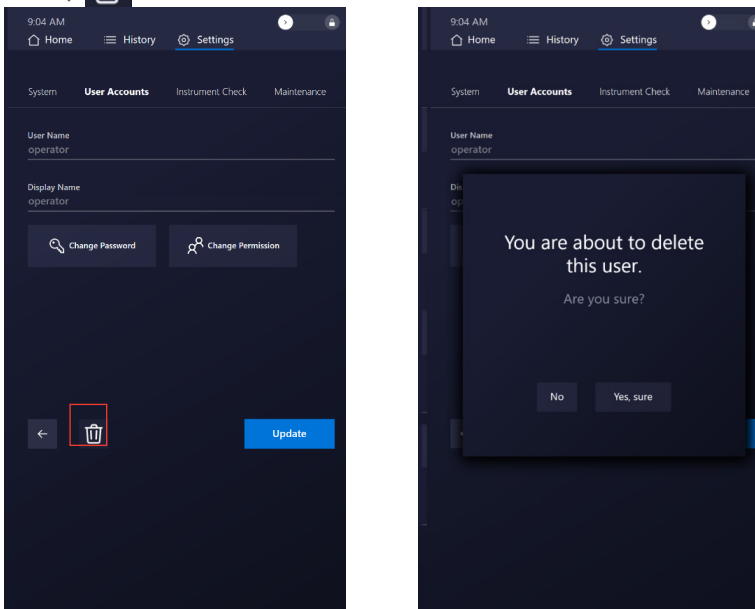 9:04 AM
Home History Settings
System User Accounts Instrument Check Maintenance
User Name
operator
Display Name
operator
Change Password Change Permission
Update
9:04 AM
Home History Settings
System User Accounts Instrument Check Maintenance
User Name
operator
Dis
op
You are about to delete
this user.
Are you sure?
No Yes, sure